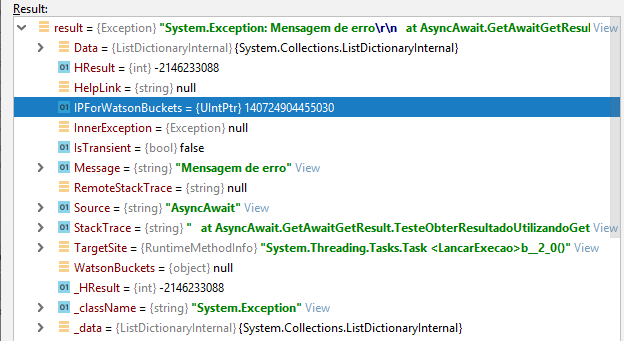 Result:
result = {Exception} "System.Exception: Mensagem de erro\r\n   at AsyncAwait.GetAwaitGetResul View
Data = {ListDictionaryInternal} {System.Collections.ListDictionaryInternal}
01 HResult = {int} -2146233088
HelpLink = {string} null
01 IPForWatsonBuckets = {UIntPtr} 140724904455030
InnerException = {Exception} null
01 IsTransient = {bool} false
Message = {string} "Mensagem de erro" View
RemoteStackTrace = {string} null
Source = {string} "AsyncAwait" View
StackTrace = {string} "   at AsyncAwait.GetAwaitGetResult.TesteObterResultadoUtilizandoGet View
TargetSite = {RuntimeMethodInfo} "System.Threading.Tasks.Task <LancarExecao>b__2_0()" View
WatsonBuckets = {object} null
01 _HResult = {int} -2146233088
_className = {string} "System.Exception" View
_data = {ListDictionaryInternal} {System.Collections.ListDictionaryInternal}